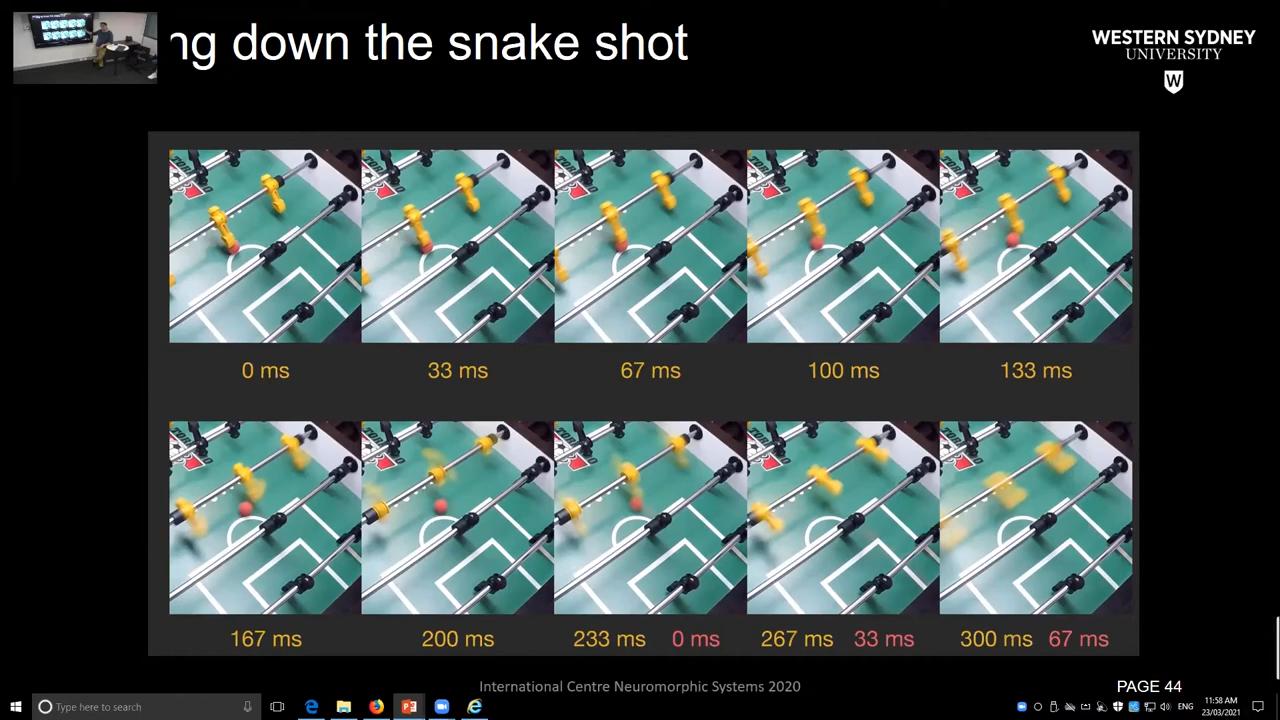 ng down the snake shot
WESTERN SYDNEY
UNIVERSITY
W
0 ms
33 ms
67 ms
100 ms
133 ms
167 ms
200 ms
233 ms 0 ms
267 ms 33 ms
300 ms 67 ms
International Centre Neuromorphic Systems 2020
PAGE 44
Type here to search
ENG
11:58 AM
23/03/2021